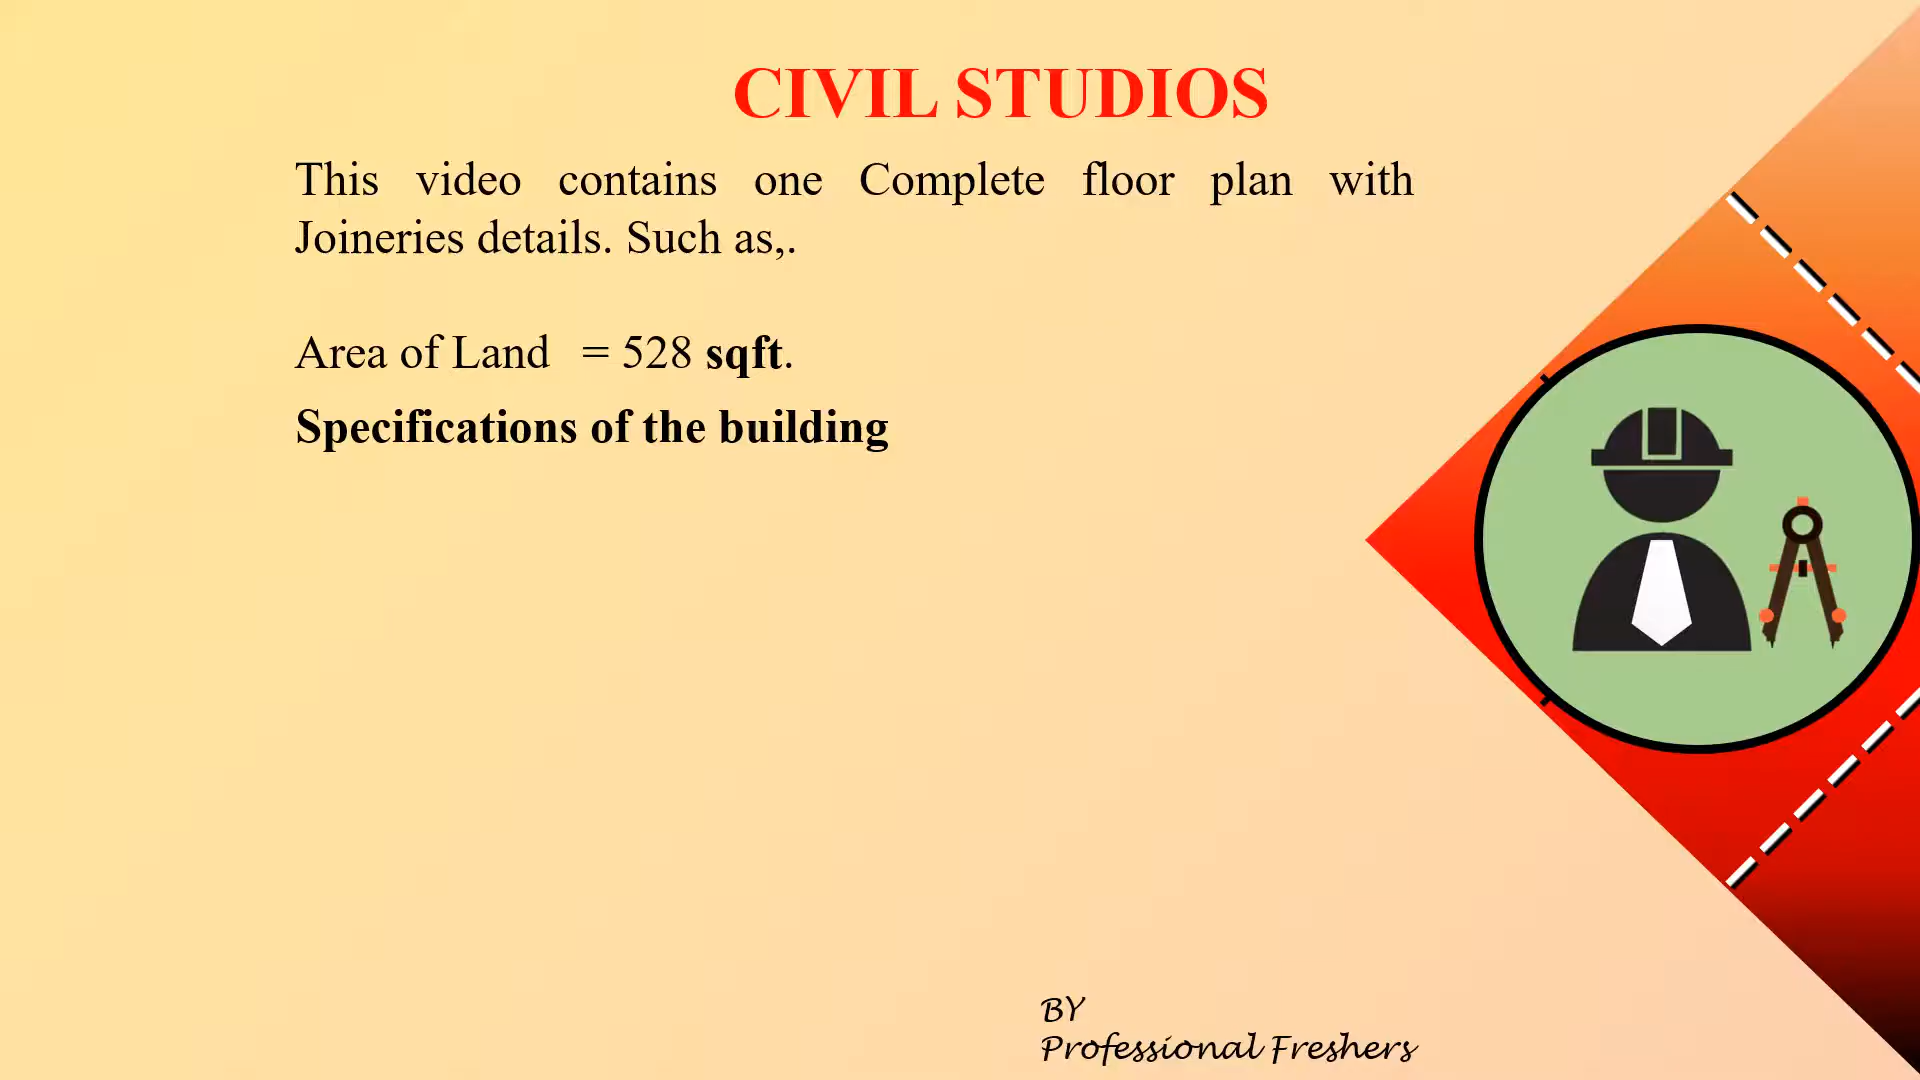 CIVIL STUDIOS
This video contains one Complete floor plan with
Joineries details. Such as,.
Area of Land = 528 sqft.
Specifications of the building
BY
Professional Freshers